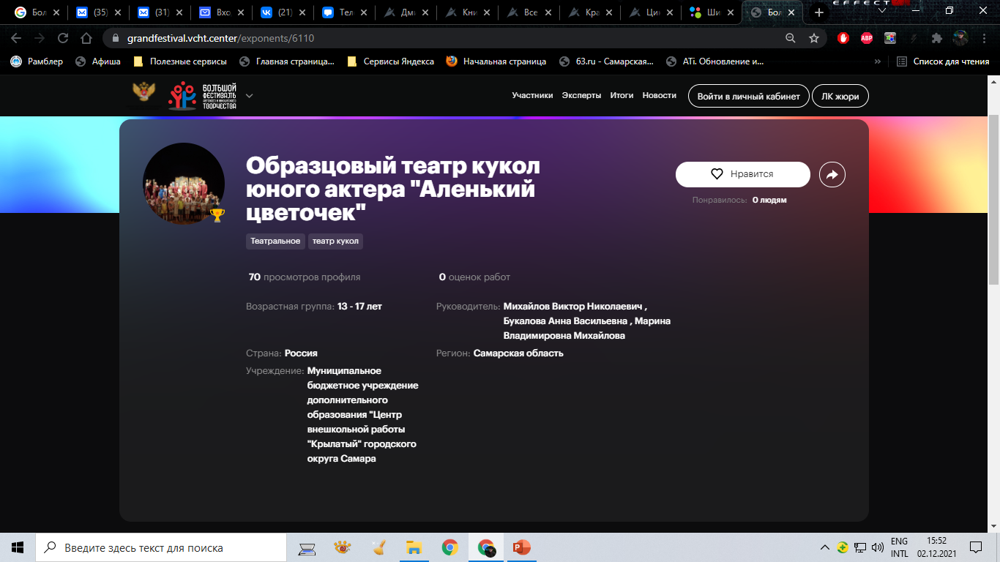 EFFECT
Бол
(35)
(31)
Вхо
(21)
Тел
Дми
Кни
Все
Кра
Цик
Ши
Бол
grandfestival.vcht.center/exponents/6110
Рамблер
Афиша
Полезные сервисы
Главная страница...
Сервисы Яндекса
Начальная страница
63.ru - Самарская...
ATi. Обновление и...
»
Список для чтения
БОЛЬШОЙ
ФЕСТИВАЛЬ
ТВОРЧЕСТВА
Участники Эксперты Итоги Новости
Войти в личный кабинет
ЛК жюри
Образцовый театр кукол
юного актера "Аленький
цветочек"
Нравится
Понравилось: 0 людям
Театральное театр кукол
70 просмотров профиля
0 оценок работ
Возрастная группа: 13 - 17 лет
Руководитель: Михайлов Виктор Николаевич ,
Букалова Анна Васильевна , Марина
Владимировна Михайлова
Страна: Россия
Регион: Самарская область
Учреждение: Муниципальное
бюджетное учреждение
дополнительного
образования "Центр
внешкольной работы
"Крылатый" городского
округа Самара
Введите здесь текст для поиска
ENG
INTL
15:52
02.12.2021